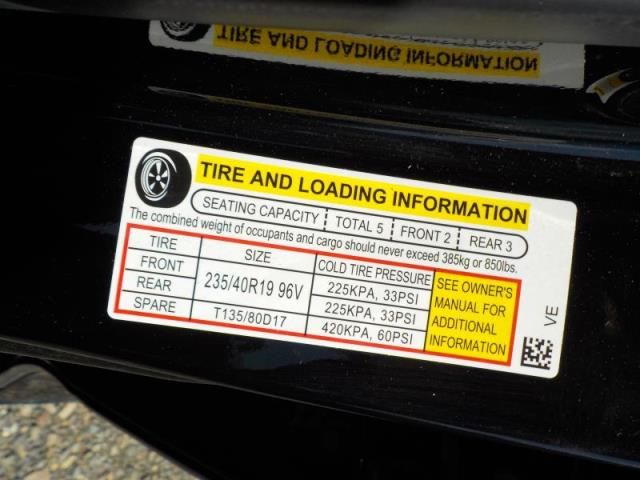 TIRE AND LOADING INFORMATION
TIRE AND LOADING INFORMATION
SEATING CAPACITY TOTAL 5 FRONT 2 REAR 3
The combined weight of occupants and cargo should never exceed 385kg or 850lbs.
TIRE SIZE COLD TIRE PRESSURE
FRONT 235/40R19 96V 225KPA, 33PSI
REAR 225KPA, 33PSI
SPARE T135/80D17 420KPA, 60PSI
SEE OWNER'S
MANUAL FOR
ADDITIONAL
INFORMATION
VE